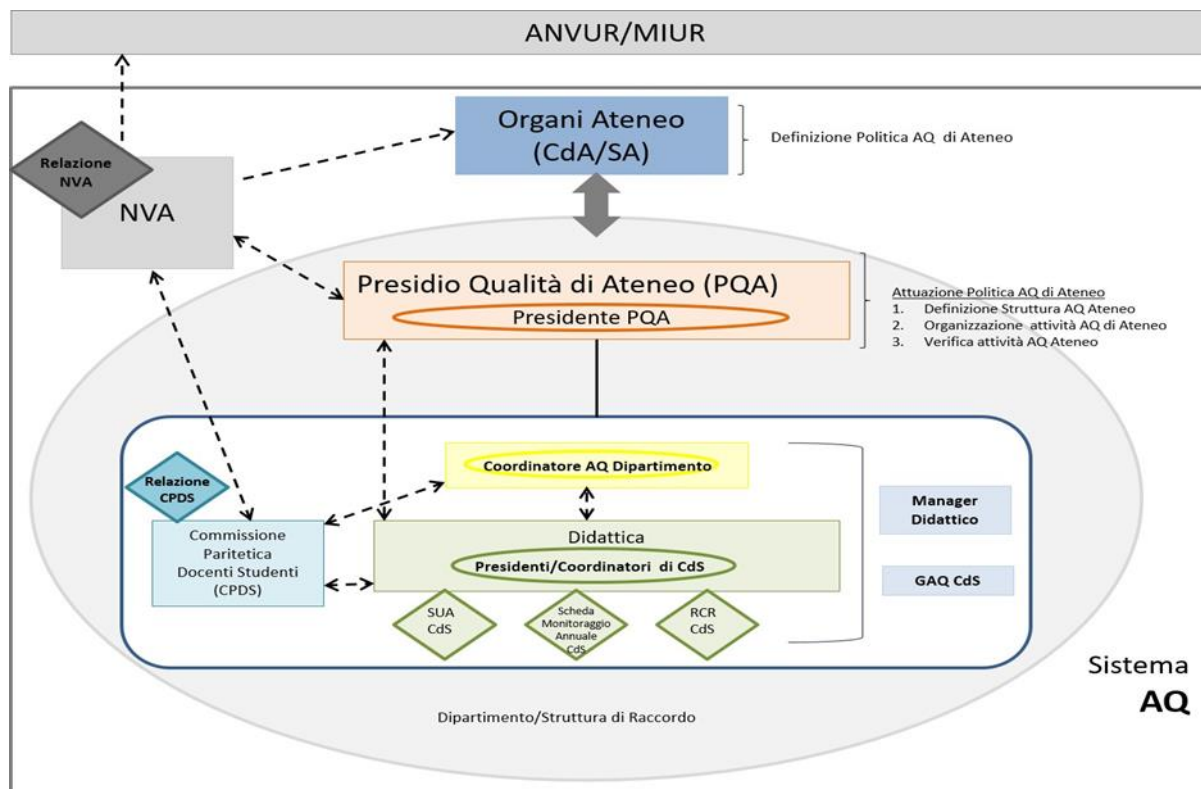 ANVUR/MIUR
Organi Ateneo
(CdA/SA)
Definizione Politica AQ di Ateneo
Relazione
NVA
NVA
Presidio Qualità di Ateneo (PQA)
Presidente PQA
Attuazione Politica AQ di Ateneo
1. Definizione Struttura AQ Ateneo
2. Organizzazione attività AQ di Ateneo
3. Verifica attività AQ Ateneo
Coordinatore AQ Dipartimento
Relazione
CPDS
Commissione
Paritetica
Docenti Studenti
(CPDS)
Didattica
Presidenti/Coordinatori di CdS
SUA
CdS
Scheda
Monitoraggio
Annuale
CdS
RCR
CdS
Manager
Didattico
GAQ CdS
Sistema
AQ
Dipartimento/Struttura di Raccordo